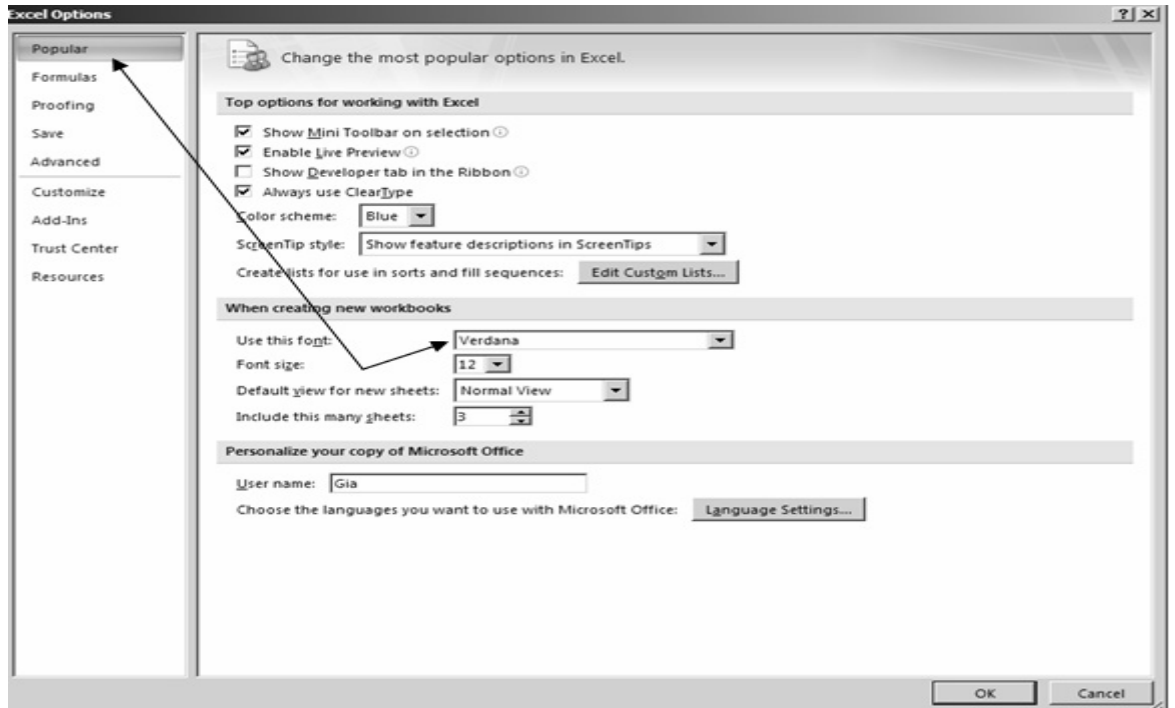 Excel Options
Popular
Formulas
Proofing
Save
Advanced
Customize
Add-Ins
Trust Center
Resources
Change the most popular options in Excel.
Top options for working with Excel
Show Mini Toolbar on selection
Enable Live Preview
Show Developer tab in the Ribbon
Always use ClearType
Color scheme: Blue
ScreenTip style: Show feature descriptions in ScreenTips
Create lists for use in sorts and fill sequences: Edit Custom Lists...
When creating new workbooks
Use this font: Verdana
Font size: 12
Default view for new sheets: Normal View
Include this many sheets: 3
Personalize your copy of Microsoft Office
User name: Gia
Choose the languages you want to use with Microsoft Office: Language Settings...
OK Cancel